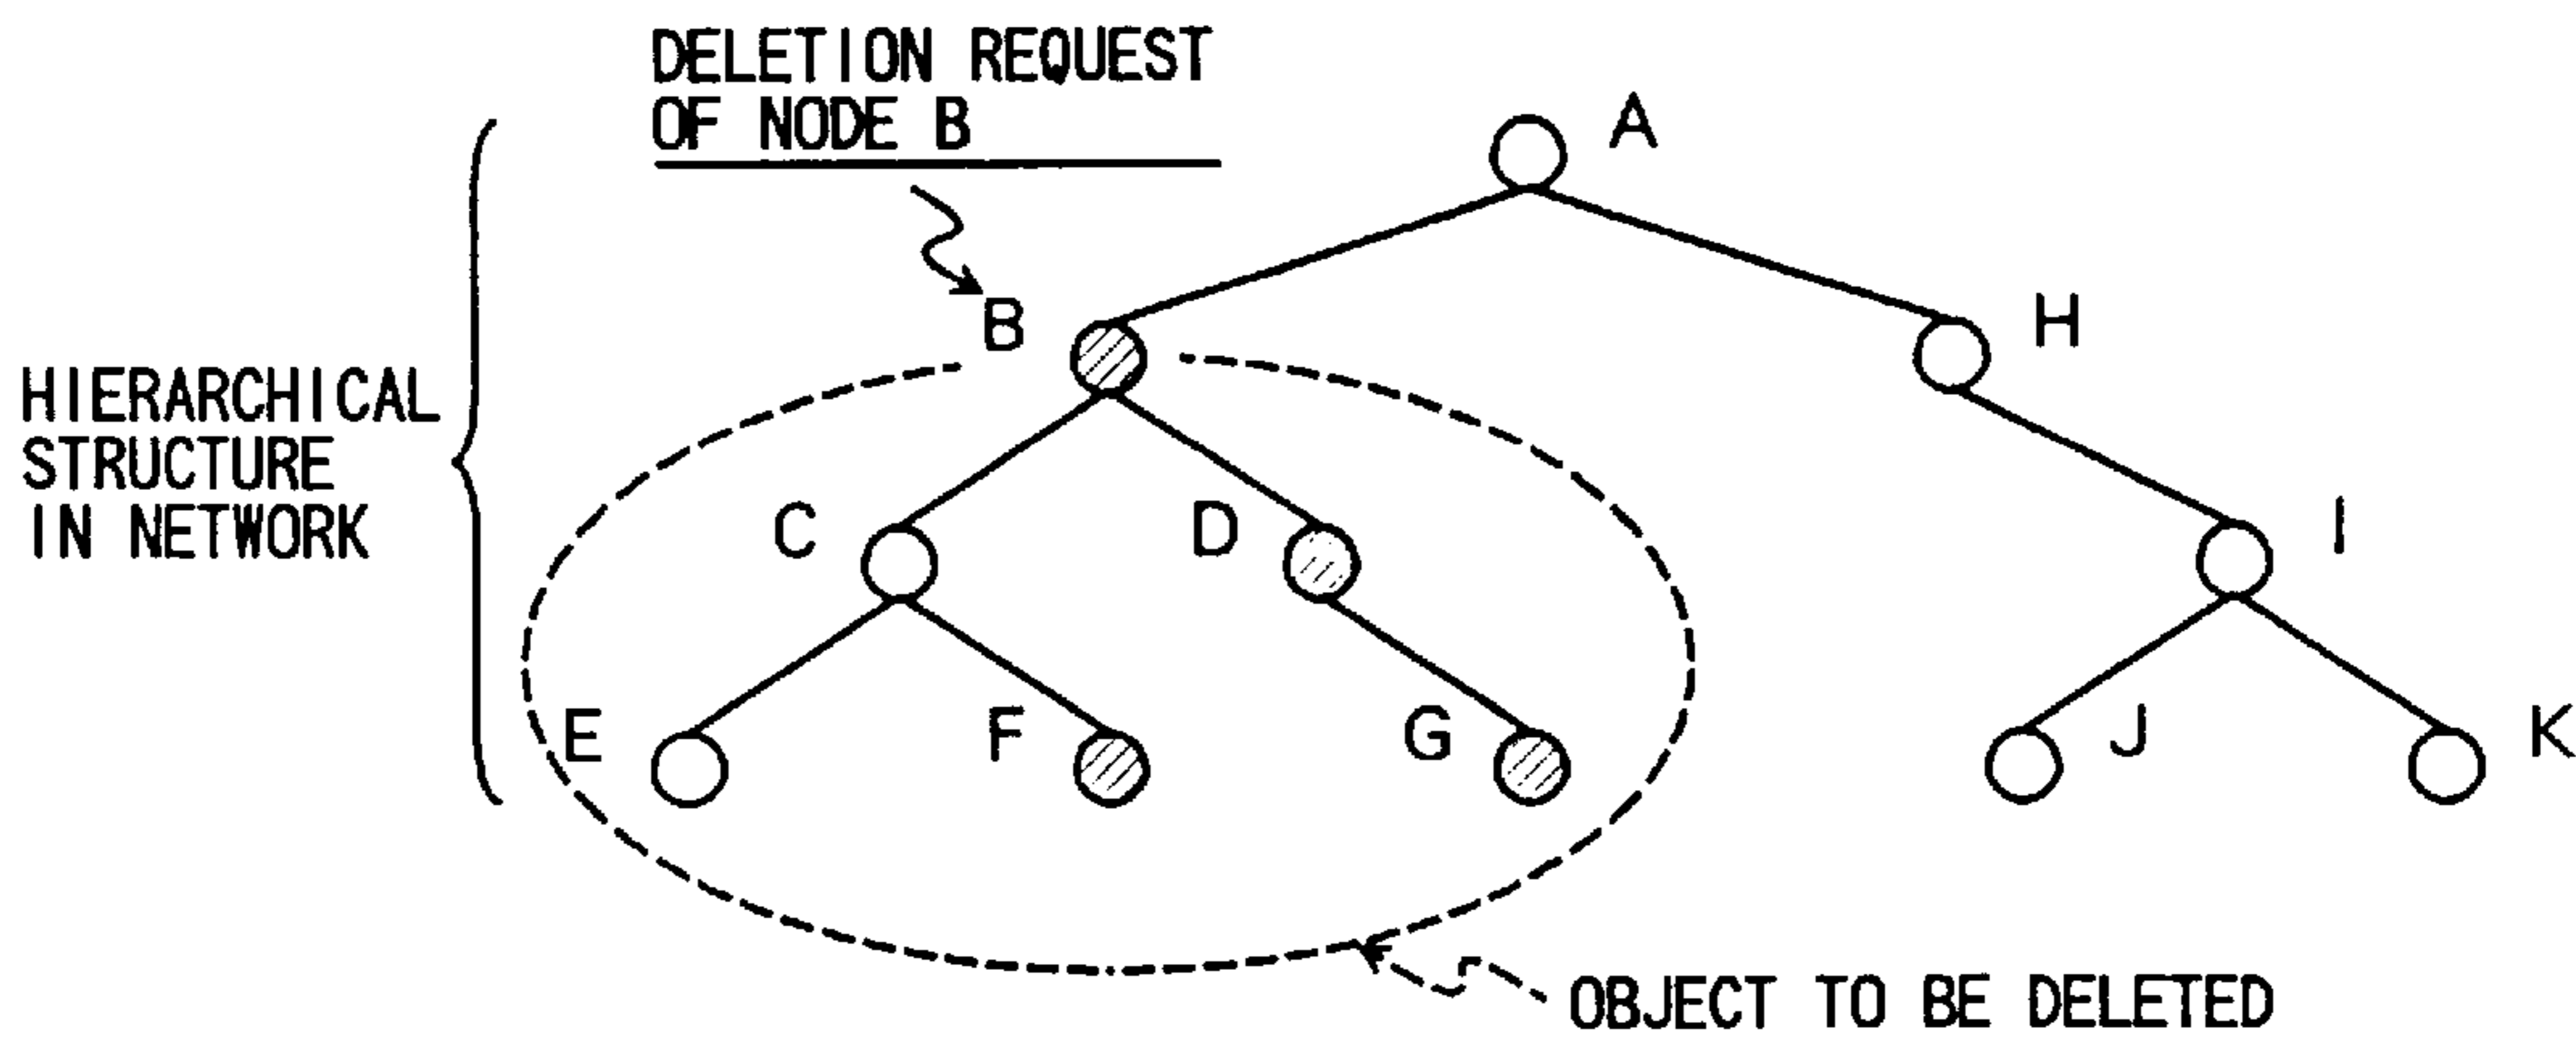 DELETION REQUEST
OF NODE B
A
B
H
HIERARCHICAL
STRUCTURE
IN NETWORK
C
D
I
E
F
G
J
K
OBJECT TO BE DELETED